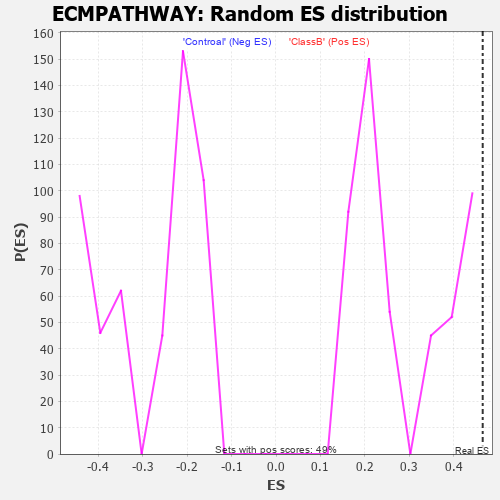 ECMPATHWAY: Random ES distribution
'Controal' (Neg ES) 'ClassB' (Pos ES)
160
150
140
130
120
110
100
90
80
70
60
50
40
30
20
10
0
P(ES)
Sets with pos scores: 49%
Real ES
-0.4 -0.3 -0.2 -0.1 0.0 0.1 0.2 0.3 0.4
ES